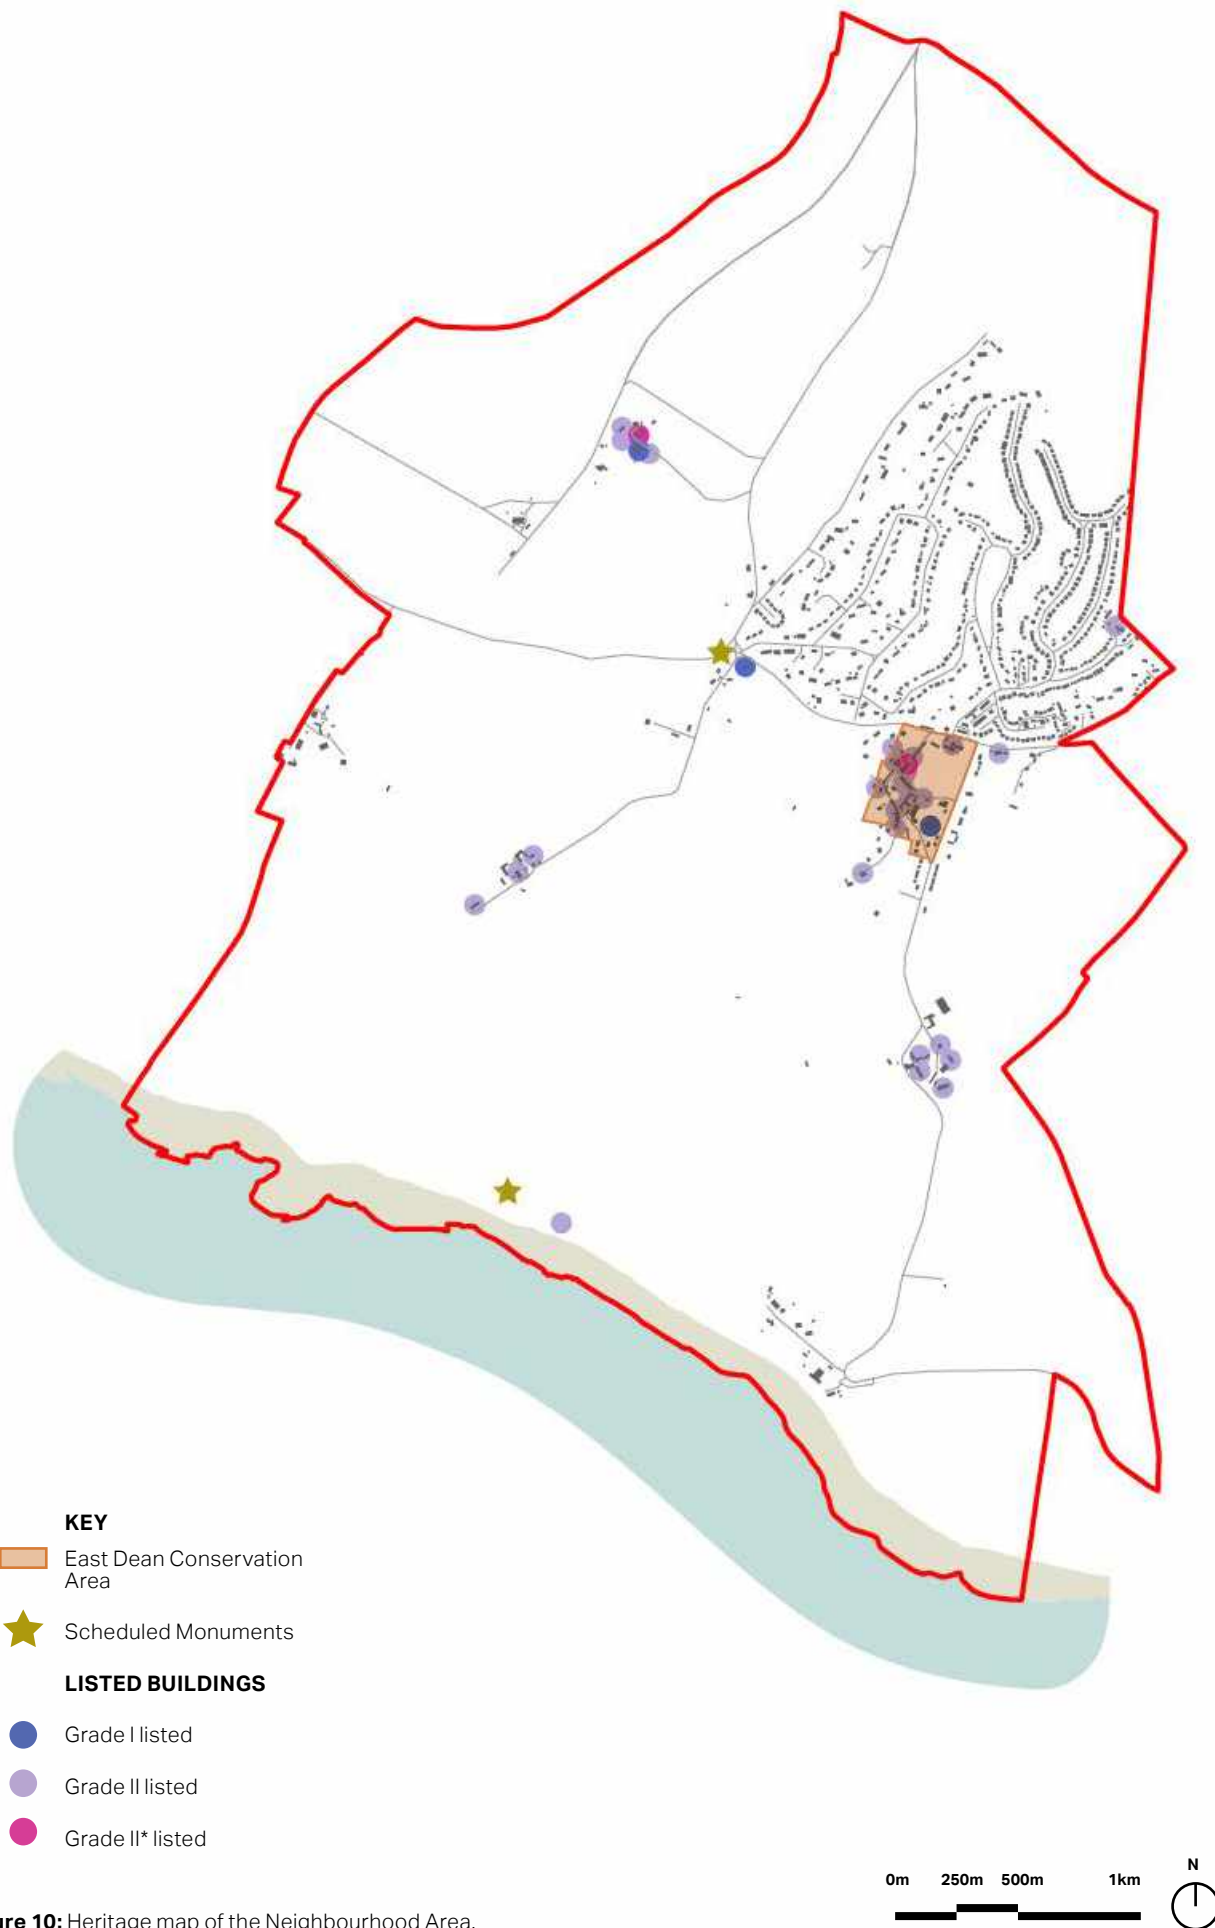 KEY
East Dean Conservation
Area
Scheduled Monuments
LISTED BUILDINGS
Grade I listed
Grade II listed
Grade II* listed
0m 250m 500m 1km
N
ure 10: Heritage map of the Neighbourhood Area.